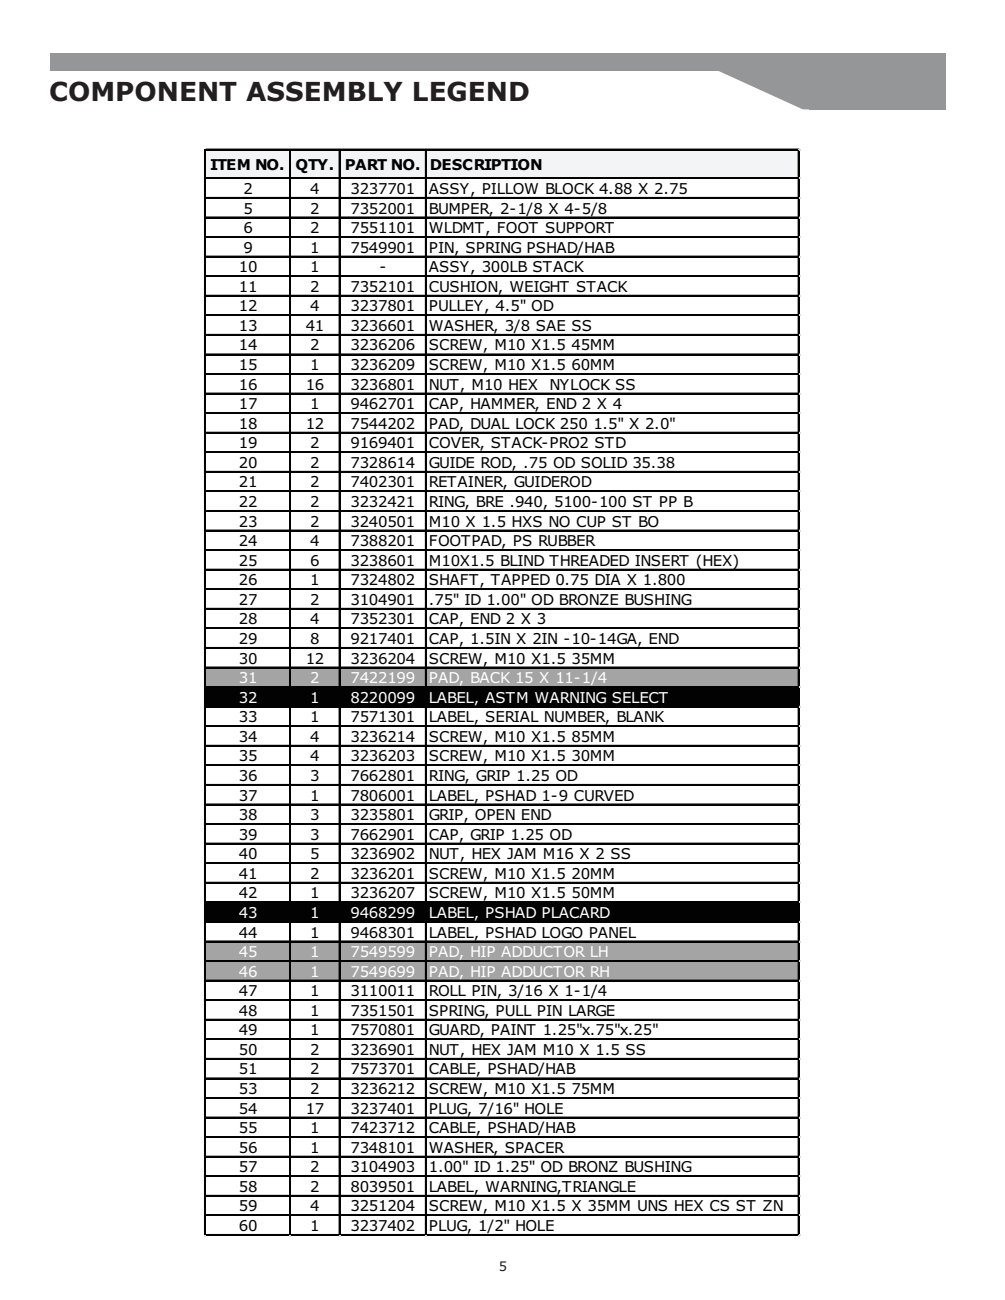 COMPONENT ASSEMBLY LEGEND
ITEM NO. QTY. PART NO. DESCRIPTION
2 4 3237701 ASSY, PILLOW BLOCK 4.88 X 2.75
5 2 7352001 BUMPER, 2-1/8 X 4-5/8
6 2 7551101 WLDMT, FOOT SUPPORT
9 1 7549901 PIN, SPRING PSHAD/HAB
10 1 - ASSY, 300LB STACK
11 2 7352101 CUSHION, WEIGHT STACK
12 4 3237801 PULLEY, 4.5" OD
13 41 3236601 WASHER, 3/8 SAE SS
14 2 3236206 SCREW, M10 X1.5 45MM
15 1 3236209 SCREW, M10 X1.5 60MM
16 16 3236801 NUT, M10 HEX NYLOCK SS
17 1 9462701 CAP, HAMMER, END 2 X 4
18 12 7544202 PAD, DUAL LOCK 250 1.5" X 2.0"
19 2 9169401 COVER, STACK-PRO2 STD
20 2 7328614 GUIDE ROD, .75 OD SOLID 35.38
21 2 7402301 RETAINER, GUIDEROD
22 2 3232421 RING, BRE .940, 5100-100 ST PP B
23 2 3240501 M10 X 1.5 HXS NO CUP ST BO
24 4 7388201 FOOTPAD, PS RUBBER
25 6 3238601 M10X1.5 BLIND THREADED INSERT (HEX)
26 1 7324802 SHAFT, TAPPED 0.75 DIA X 1.800
27 2 3104901 .75" ID 1.00" OD BRONZE BUSHING
28 4 7352301 CAP, END 2 X 3
29 8 9217401 CAP, 1.5IN X 2IN -10-14GA, END
30 12 3236204 SCREW, M10 X1.5 35MM
31 2 7422199 PAD, BACK 15 X 11-1/4
32 1 8220099 LABEL, ASTM WARNING SELECT
33 1 7571301 LABEL, SERIAL NUMBER, BLANK
34 4 3236214 SCREW, M10 X1.5 85MM
35 4 3236203 SCREW, M10 X1.5 30MM
36 3 7662801 RING, GRIP 1.25 OD
37 1 7806001 LABEL, PSHAD 1-9 CURVED
38 3 3235801 GRIP, OPEN END
39 3 7662901 CAP, GRIP 1.25 OD
40 5 3236902 NUT, HEX JAM M16 X 2 SS
41 2 3236201 SCREW, M10 X1.5 20MM
42 1 3236207 SCREW, M10 X1.5 50MM
43 1 9468299 LABEL, PSHAD PLACARD
44 1 9468301 LABEL, PSHAD LOGO PANEL
45 1 7549599 PAD, HIP ADDUCTOR LH
46 1 7549699 PAD, HIP ADDUCTOR RH
47 1 3110011 ROLL PIN, 3/16 X 1-1/4
48 1 7351501 SPRING, PULL PIN LARGE
49 1 7570801 GUARD, PAINT 1.25"x.75"x.25"
50 2 3236901 NUT, HEX JAM M10 X 1.5 SS
51 2 7573701 CABLE, PSHAD/HAB
53 2 3236212 SCREW, M10 X1.5 75MM
54 17 3237401 PLUG, 7/16" HOLE
55 1 7423712 CABLE, PSHAD/HAB
56 1 7348101 WASHER, SPACER
57 2 3104903 1.00" ID 1.25" OD BRONZ BUSHING
58 2 8039501 LABEL, WARNING,TRIANGLE
59 4 3251204 SCREW, M10 X1.5 X 35MM UNS HEX CS ST ZN
60 1 3237402 PLUG, 1/2" HOLE
5